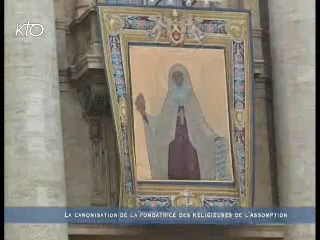 KTO
LA CANONISATION DE LA FONDATRICE DES RELIGIEUSES DE L'ASSOMPTION